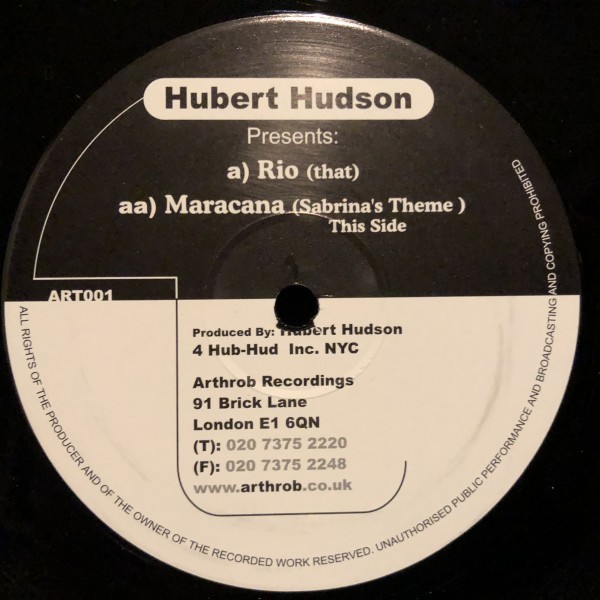 Hubert Hudson
Presents:
a) Rio (that)
aa) Maracana (Sabrina's Theme )
This Side
ART001
Produced By: Hubert Hudson
4 Hub-Hud Inc. NYC
Arthrob Recordings
91 Brick Lane
London E1 6QN
(T): 020 7375 2220
(F): 020 7375 2248
www.arthrob.co.uk
ALL RIGHTS OF THE PRODUCER AND OF THE OWNER OF THE RECORDED WORK RESERVED. UNAUTHORISED PUBLIC PERFORMANCE AND BROADCASTING AND COPYING PROHIBITED